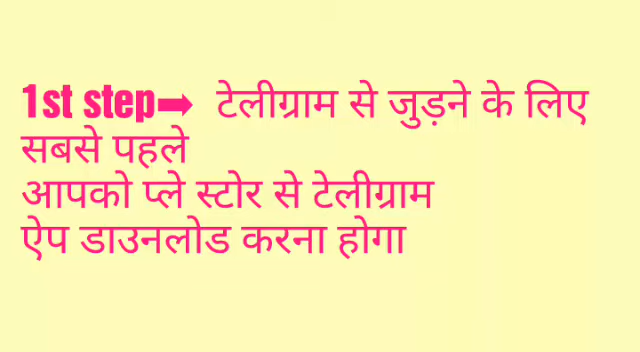 1st step➡ टेलीग्राम से जुड़ने के लिए
सबसे पहले
आपको प्ले स्टोर से टेलीग्राम
ऐप डाउनलोड करना होगा